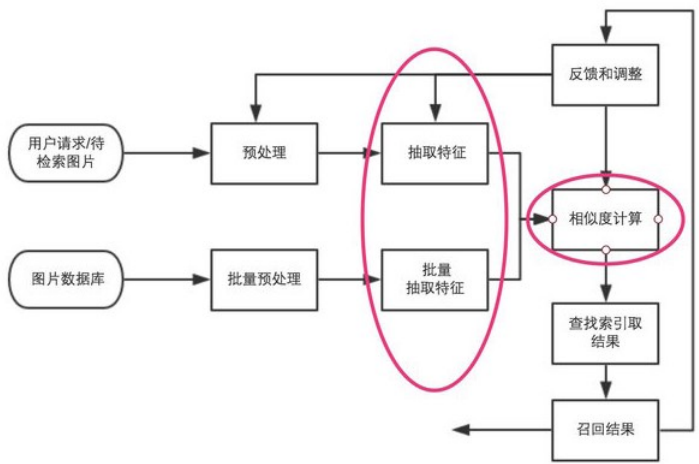 反馈和调整
用户请求/待
检索图片
预处理
抽取特征
相似度计算
图片数据库
批量预处理
批量
抽取特征
查找索引取
结果
召回结果